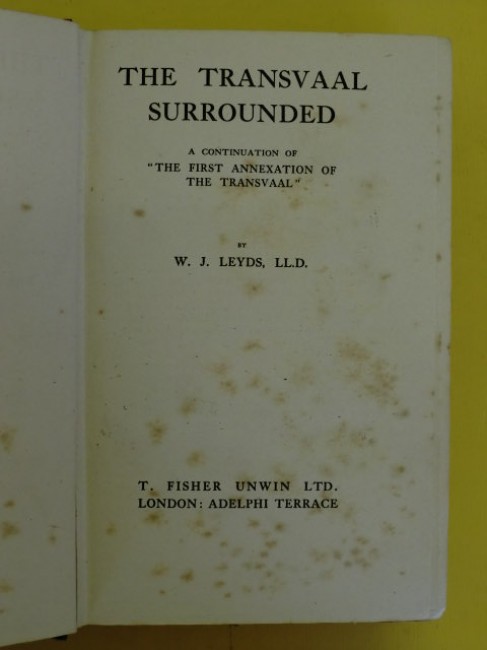 THE TRANSVAAL
SURROUNDED
A CONTINUATION OF
"THE FIRST ANNEXATION OF
THE TRANSVAAL"
BY
W. J. LEYDS, LL.D.
T. FISHER UNWIN LTD.
LONDON: ADELPHI TERRACE